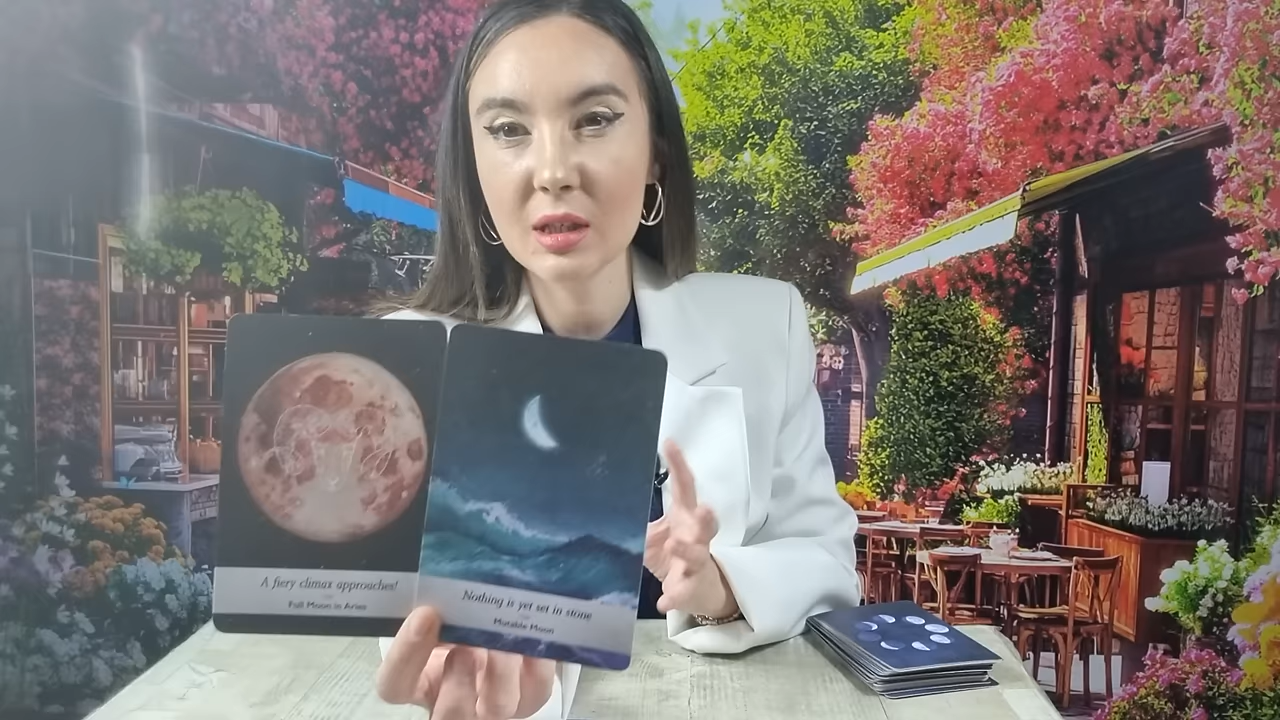 A fiery climax approaches!
Full Moon in Aries
Nothing is yet set in stone
Mutable Moon